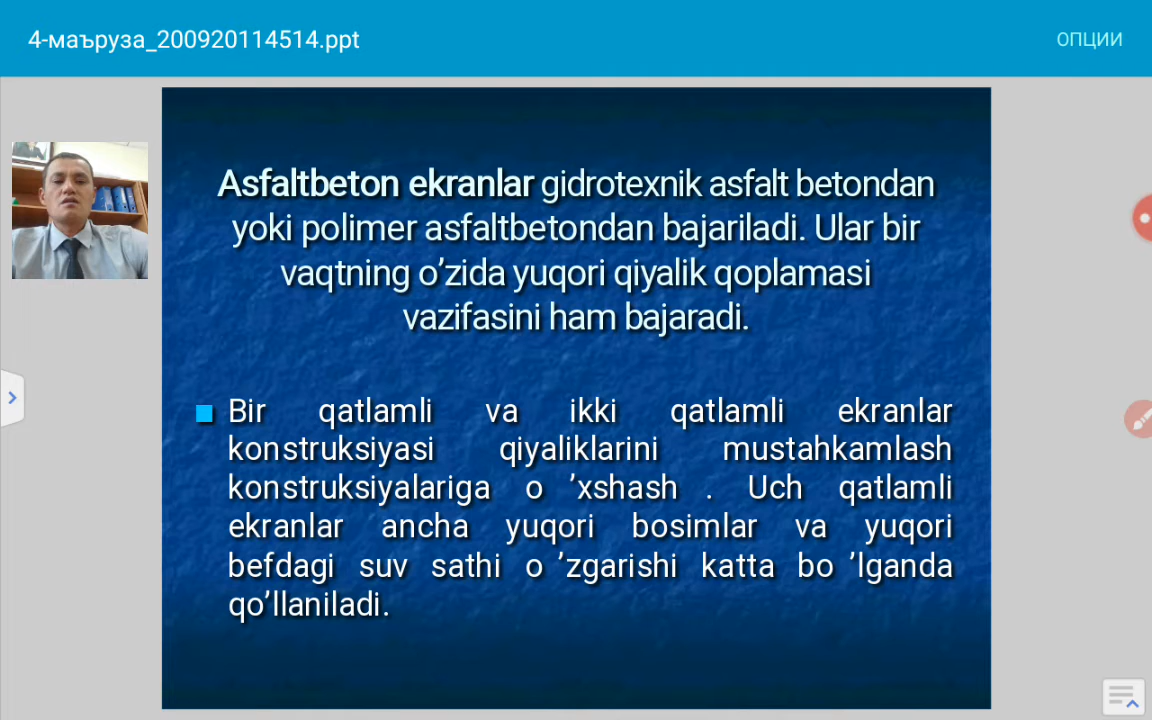 4-маъруза_200920114514.ppt
ОПЦИИ
Asfaltbeton ekranlar gidrotexnik asfalt betondan
yoki polimer asfaltbetondan bajariladi. Ular bir
vaqtning o’zida yuqori qiyalik qoplamasi
vazifasini ham bajaradi.
Bir qatlamli va ikki qatlamli ekranlar
konstruksiyasi qiyaliklarini mustahkamlash
konstruksiyalariga o ’xshash . Uch qatlamli
ekranlar ancha yuqori bosimlar va yuqori
befdagi suv sathi o ’zgarishi katta bo ’lganda
qo’llaniladi.